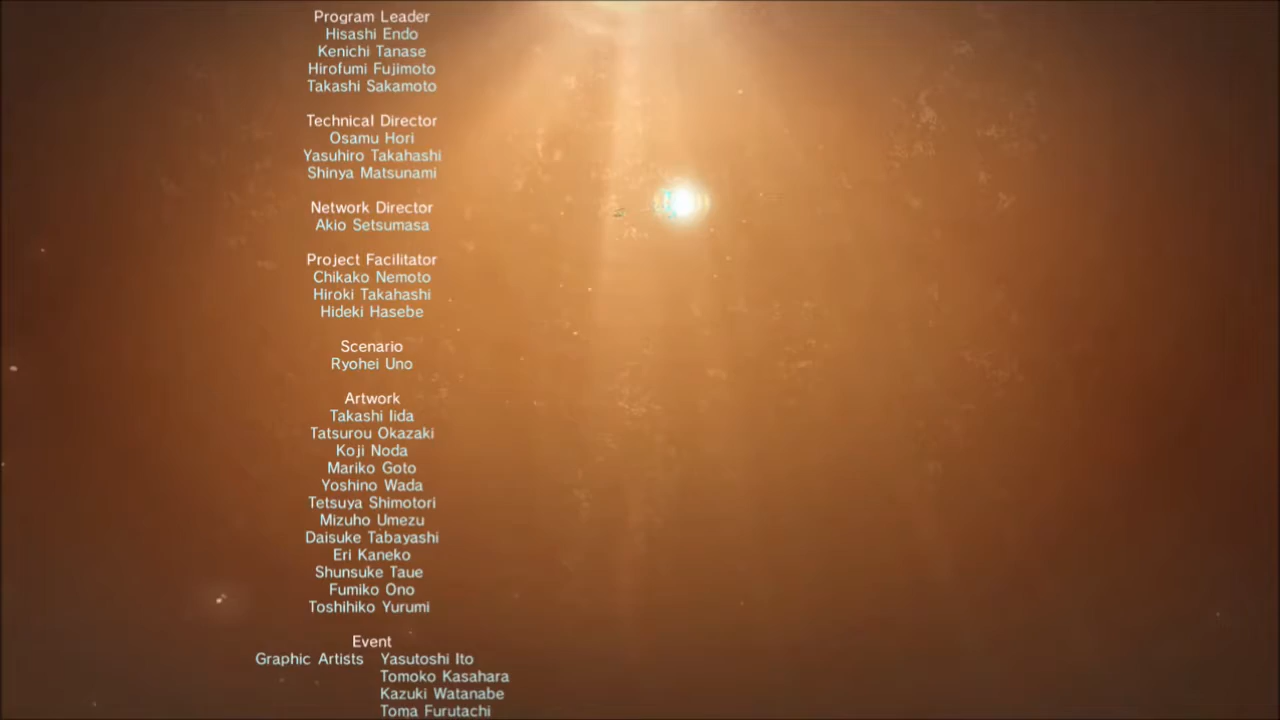 Program Leader
Hisashi Endo
Kenichi Tanase
Hirofumi Fujimoto
Takashi Sakamoto
Technical Director
Osamu Hori
Yasuhiro Takahashi
Shinya Matsunami
Network Director
Akio Setsumasa
Project Facilitator
Chikako Nemoto
Hiroki Takahashi
Hideki Hasebe
Scenario
Ryohei Uno
Artwork
Takashi Iida
Tatsurou Okazaki
Koji Noda
Mariko Goto
Yoshino Wada
Tetsuya Shimotori
Mizuho Umezu
Daisuke Tabayashi
Eri Kaneko
Shunsuke Taue
Fumiko Ono
Toshihiko Yurumi
Event
Graphic Artists Yasutoshi Ito
Tomoko Kasahara
Kazuki Watanabe
Toma Furutachi